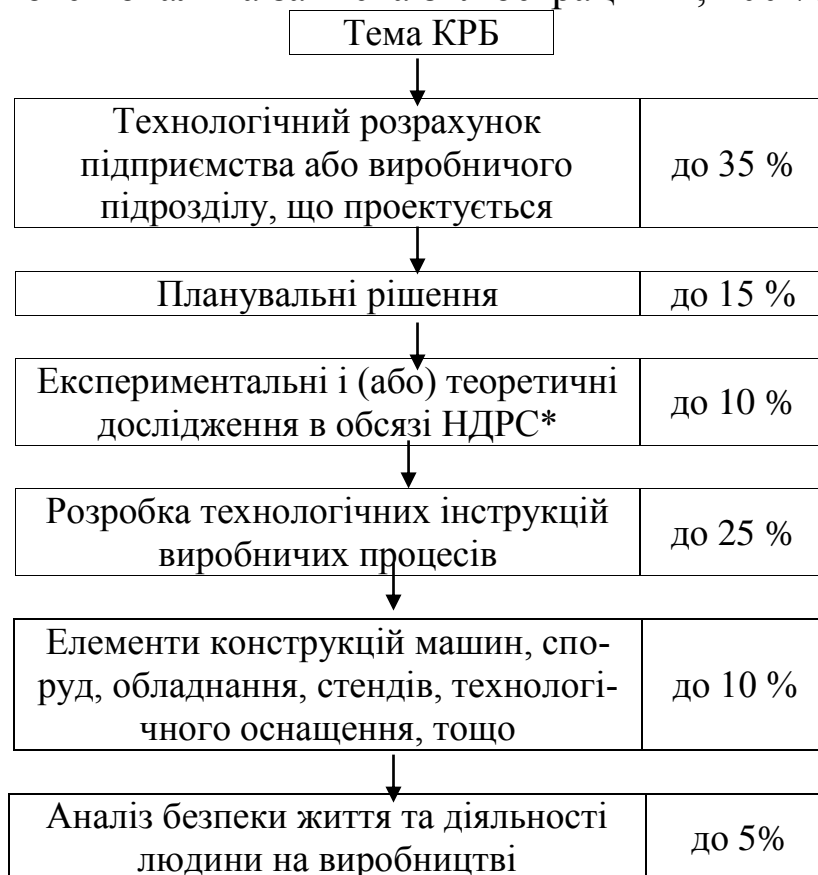 Тема КРБ
Технологічний розрахунок
підприємства або виробничого
підрозділу, що проектується
до 35 %
Планувальні рішення
до 15 %
Експериментальні і (або) теоретичні
дослідження в обсязі НДРС*
до 10 %
Розробка технологічних інструкцій
виробничих процесів
до 25 %
Елементи конструкцій машин, спо-
руд, обладнання, стендів, технологі-
чного оснащення, тощо
до 10 %
Аналіз безпеки життя та діяльності
людини на виробництві
до 5%